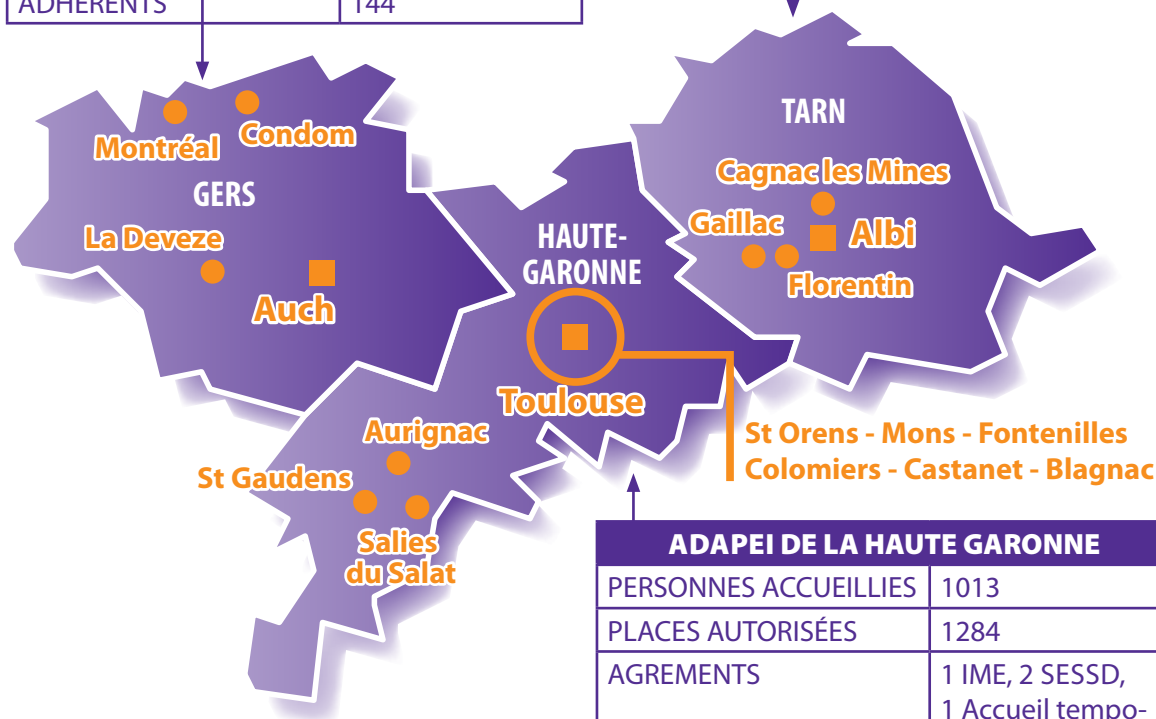 ADHÉRENTS 144
Montréal
Condom
GERS
La Deveze
Auch
TARN
Cagnac les Mines
Gaillac
Albi
Florentin
HAUTE-
GARONNE
Toulouse
Aurignac
St Gaudens
Salies
du Salat
St Orens - Mons - Fontenilles
Colomiers - Castanet - Blagnac
ADAPEI DE LA HAUTE GARONNE
PERSONNES ACCUEILLIES 1013
PLACES AUTORISÉES 1284
AGREMENTS 1 IME, 2 SESSD,
1 Accueil tempo-